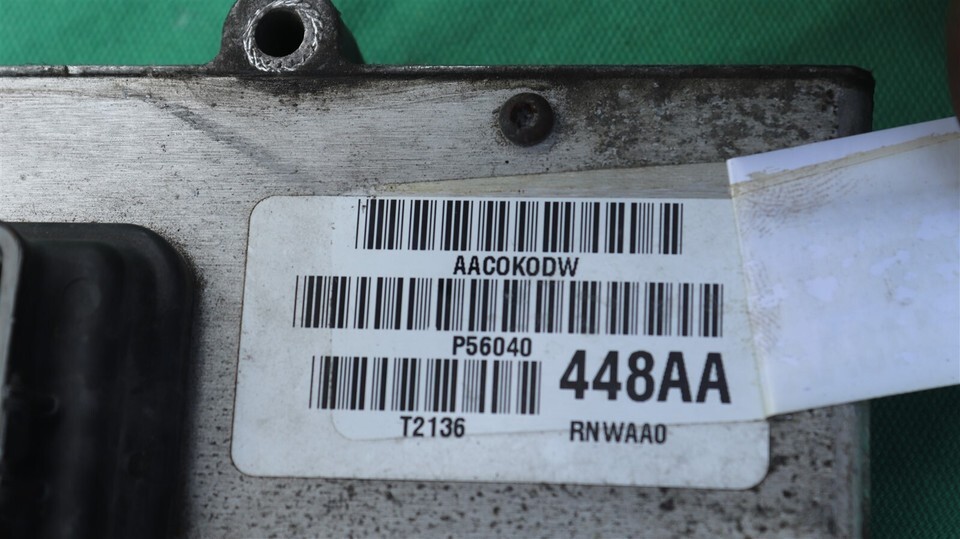 AACOKODW
P56040
448AA
T2136
RNWAA0